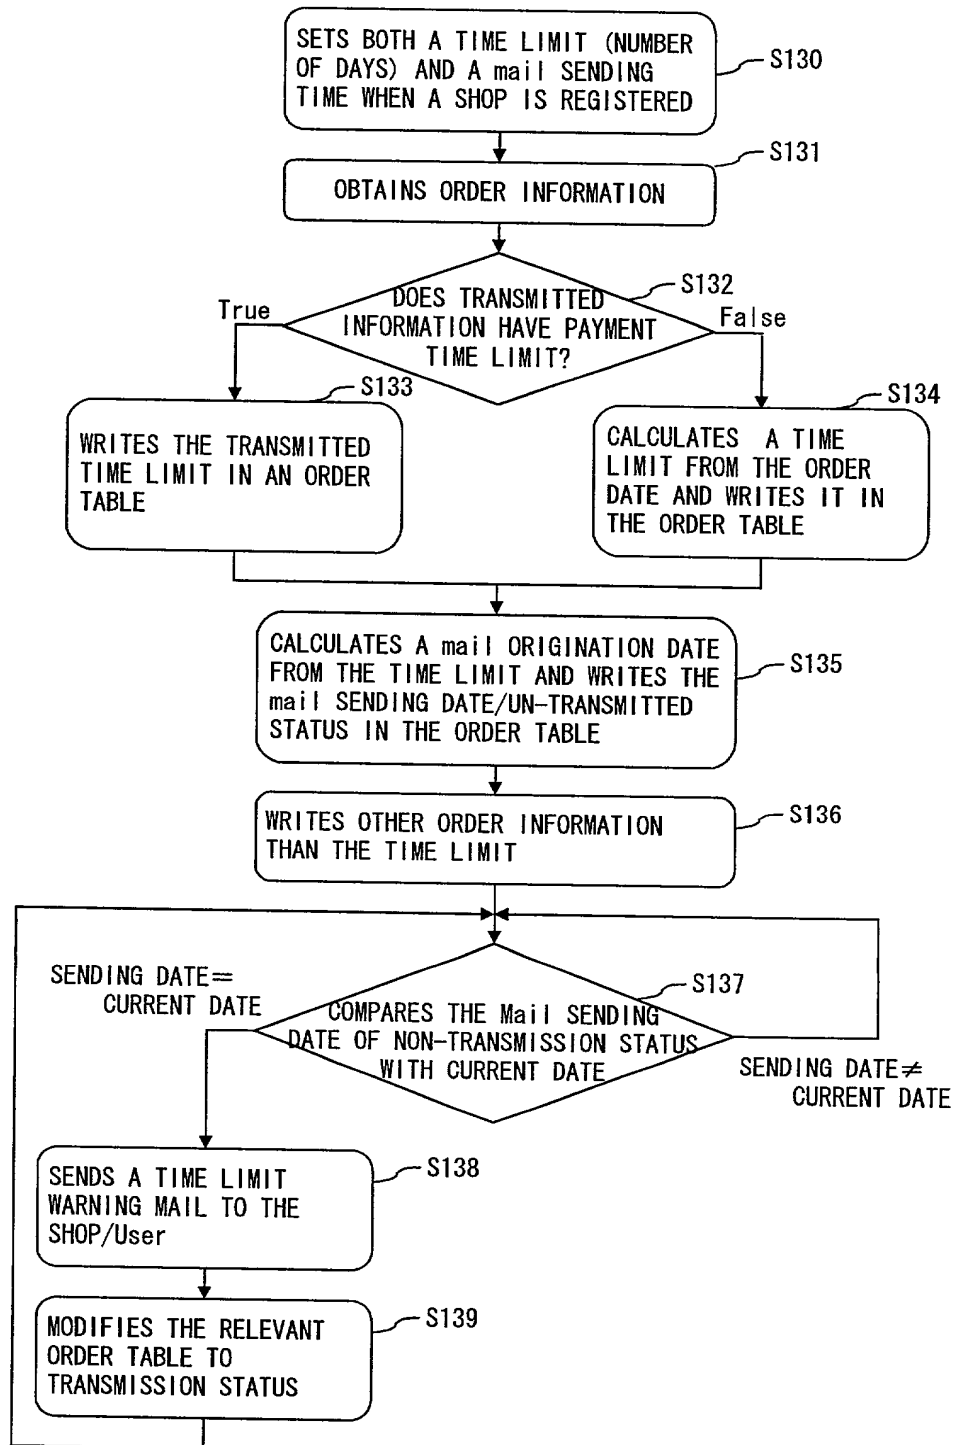 SETS BOTH A TIME LIMIT (NUMBER
OF DAYS) AND A mail SENDING
TIME WHEN A SHOP IS REGISTERED
S130
S131
OBTAINS ORDER INFORMATION
S132
DOES TRANSMITTED
INFORMATION HAVE PAYMENT
TIME LIMIT?
True
False
S133
WRITES THE TRANSMITTED
TIME LIMIT IN AN ORDER
TABLE
S134
CALCULATES A TIME
LIMIT FROM THE ORDER
DATE AND WRITES IT IN
THE ORDER TABLE
CALCULATES A mail ORIGINATION DATE
FROM THE TIME LIMIT AND WRITES THE
mail SENDING DATE/UN-TRANSMITTED
STATUS IN THE ORDER TABLE
S135
WRITES OTHER ORDER INFORMATION
THAN THE TIME LIMIT
S136
SENDING DATE=
CURRENT DATE
S137
COMPARES THE Mail SENDING
DATE OF NON-TRANSMISSION STATUS
WITH CURRENT DATE
SENDING DATE≠
CURRENT DATE
SENDS A TIME LIMIT
WARNING MAIL TO THE
SHOP/User
S138
MODIFIES THE RELEVANT
ORDER TABLE TO
TRANSMISSION STATUS
S139